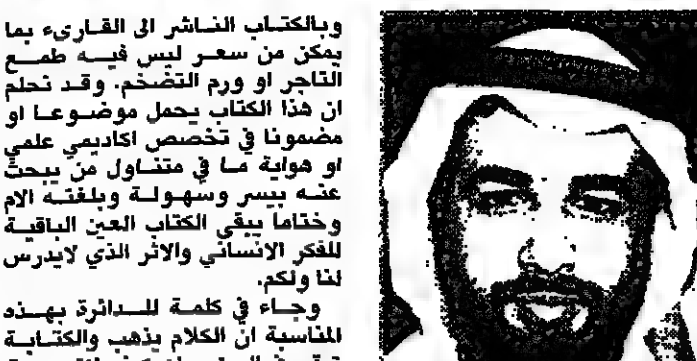 وبالكتاب الناشر الى القاريء بما
يمكن من سعر ليس فيه طمع
التاجر او ورم التضخم. وقد نحلم
ان هذا الكتاب يحمل موضوعا او
مضمونا في تخصص اكاديمي علمي
او هواية ما في متناول من يبحث
عنه بيسر وسهولة وبلغته الام
وختاما يبقى الكتاب العين الباقية
للفكر الانساني والاثر الذي لايدرس
لنا ولكم.
وجاء في كلمة للدائرة بهذه
المناسبة ان الكلام يذهب والكتابة